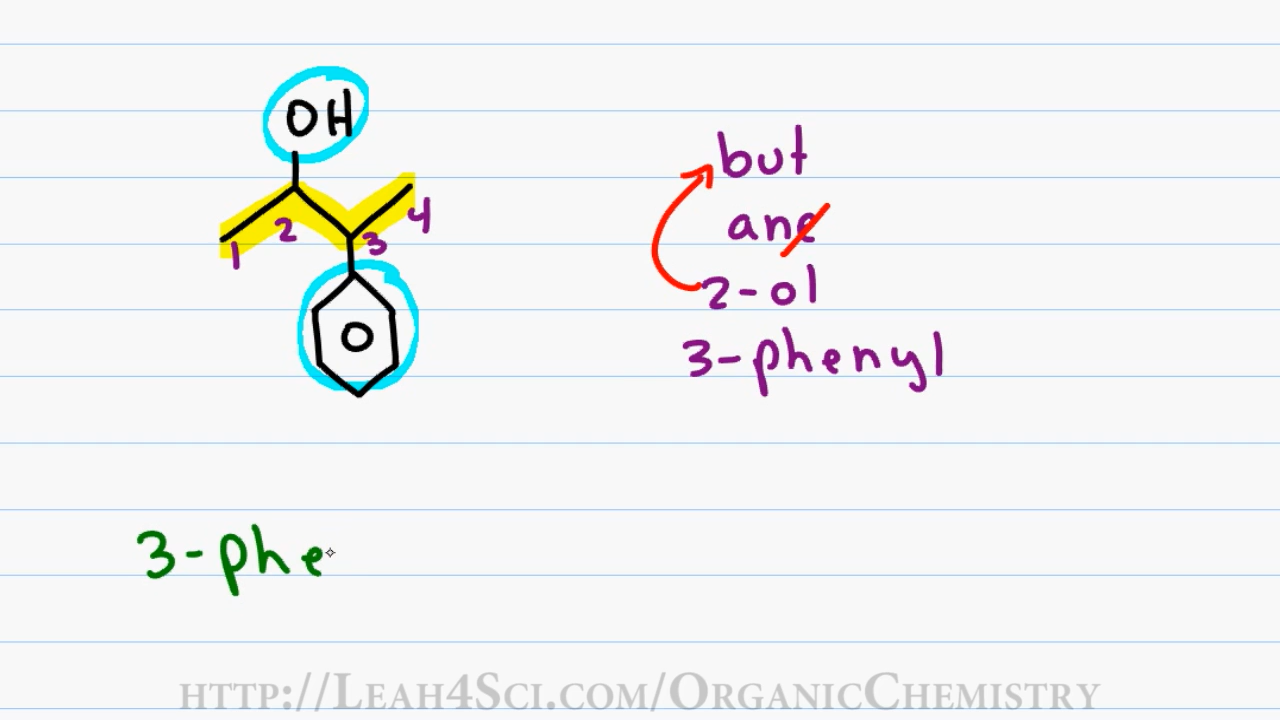 OH
1 2 3 4
but
ane
2-ol
3-phenyl
3-phe
HTTP://LEAH4SCI.COM/ORGANICCHEMISTRY